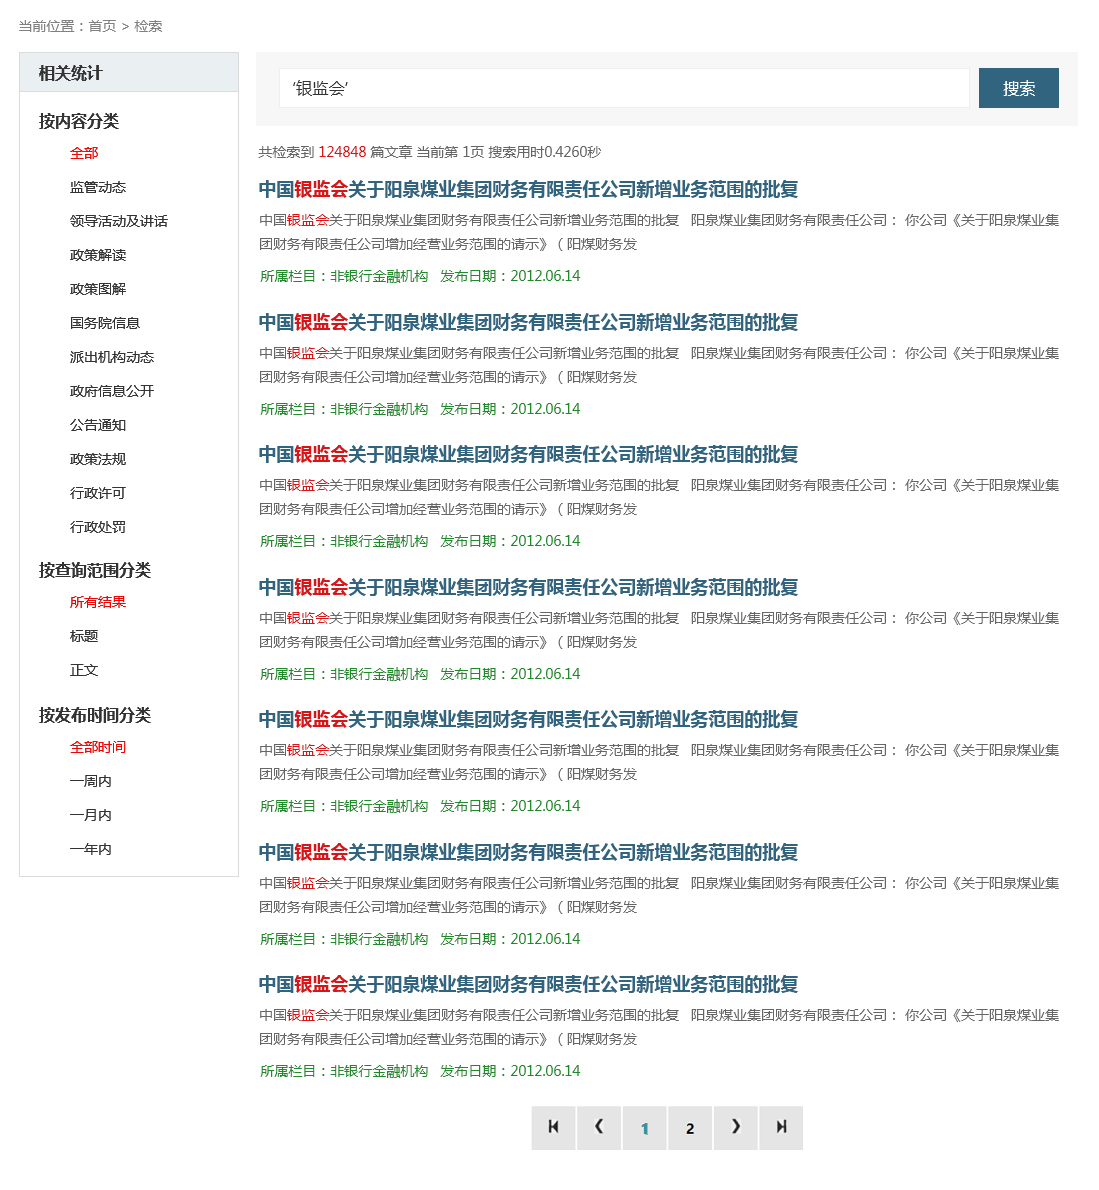 当前位置：首页 > 检索
相关统计
按内容分类
全部
监管动态
领导活动及讲话
政策解读
政策图解
国务院信息
派出机构动态
政府信息公开
公告通知
政策法规
行政许可
行政处罚
按查询范围分类
所有结果
标题
正文
按发布时间分类
全部时间
一周内
一月内
一年内
‘银监会’
搜索
共检索到 124848 篇文章 当前第 1页 搜索用时0.4260秒
中国银监会关于阳泉煤业集团财务有限责任公司新增业务范围的批复
中国银监会关于阳泉煤业集团财务有限责任公司新增业务范围的批复 阳泉煤业集团财务有限责任公司： 你公司《关于阳泉煤业集
团财务有限责任公司增加经营业务范围的请示》（ 阳煤财务发
所属栏目：非银行金融机构 发布日期：2012.06.14
中国银监会关于阳泉煤业集团财务有限责任公司新增业务范围的批复
中国银监会关于阳泉煤业集团财务有限责任公司新增业务范围的批复 阳泉煤业集团财务有限责任公司： 你公司《关于阳泉煤业集
团财务有限责任公司增加经营业务范围的请示》（ 阳煤财务发
所属栏目：非银行金融机构 发布日期：2012.06.14
中国银监会关于阳泉煤业集团财务有限责任公司新增业务范围的批复
中国银监会关于阳泉煤业集团财务有限责任公司新增业务范围的批复 阳泉煤业集团财务有限责任公司： 你公司《关于阳泉煤业集
团财务有限责任公司增加经营业务范围的请示》（ 阳煤财务发
所属栏目：非银行金融机构 发布日期：2012.06.14
中国银监会关于阳泉煤业集团财务有限责任公司新增业务范围的批复
中国银监会关于阳泉煤业集团财务有限责任公司新增业务范围的批复 阳泉煤业集团财务有限责任公司： 你公司《关于阳泉煤业集
团财务有限责任公司增加经营业务范围的请示》（ 阳煤财务发
所属栏目：非银行金融机构 发布日期：2012.06.14
中国银监会关于阳泉煤业集团财务有限责任公司新增业务范围的批复
中国银监会关于阳泉煤业集团财务有限责任公司新增业务范围的批复 阳泉煤业集团财务有限责任公司： 你公司《关于阳泉煤业集
团财务有限责任公司增加经营业务范围的请示》（ 阳煤财务发
所属栏目：非银行金融机构 发布日期：2012.06.14
中国银监会关于阳泉煤业集团财务有限责任公司新增业务范围的批复
中国银监会关于阳泉煤业集团财务有限责任公司新增业务范围的批复 阳泉煤业集团财务有限责任公司： 你公司《关于阳泉煤业集
团财务有限责任公司增加经营业务范围的请示》（ 阳煤财务发
所属栏目：非银行金融机构 发布日期：2012.06.14
中国银监会关于阳泉煤业集团财务有限责任公司新增业务范围的批复
中国银监会关于阳泉煤业集团财务有限责任公司新增业务范围的批复 阳泉煤业集团财务有限责任公司： 你公司《关于阳泉煤业集
团财务有限责任公司增加经营业务范围的请示》（ 阳煤财务发
所属栏目：非银行金融机构 发布日期：2012.06.14
1 2